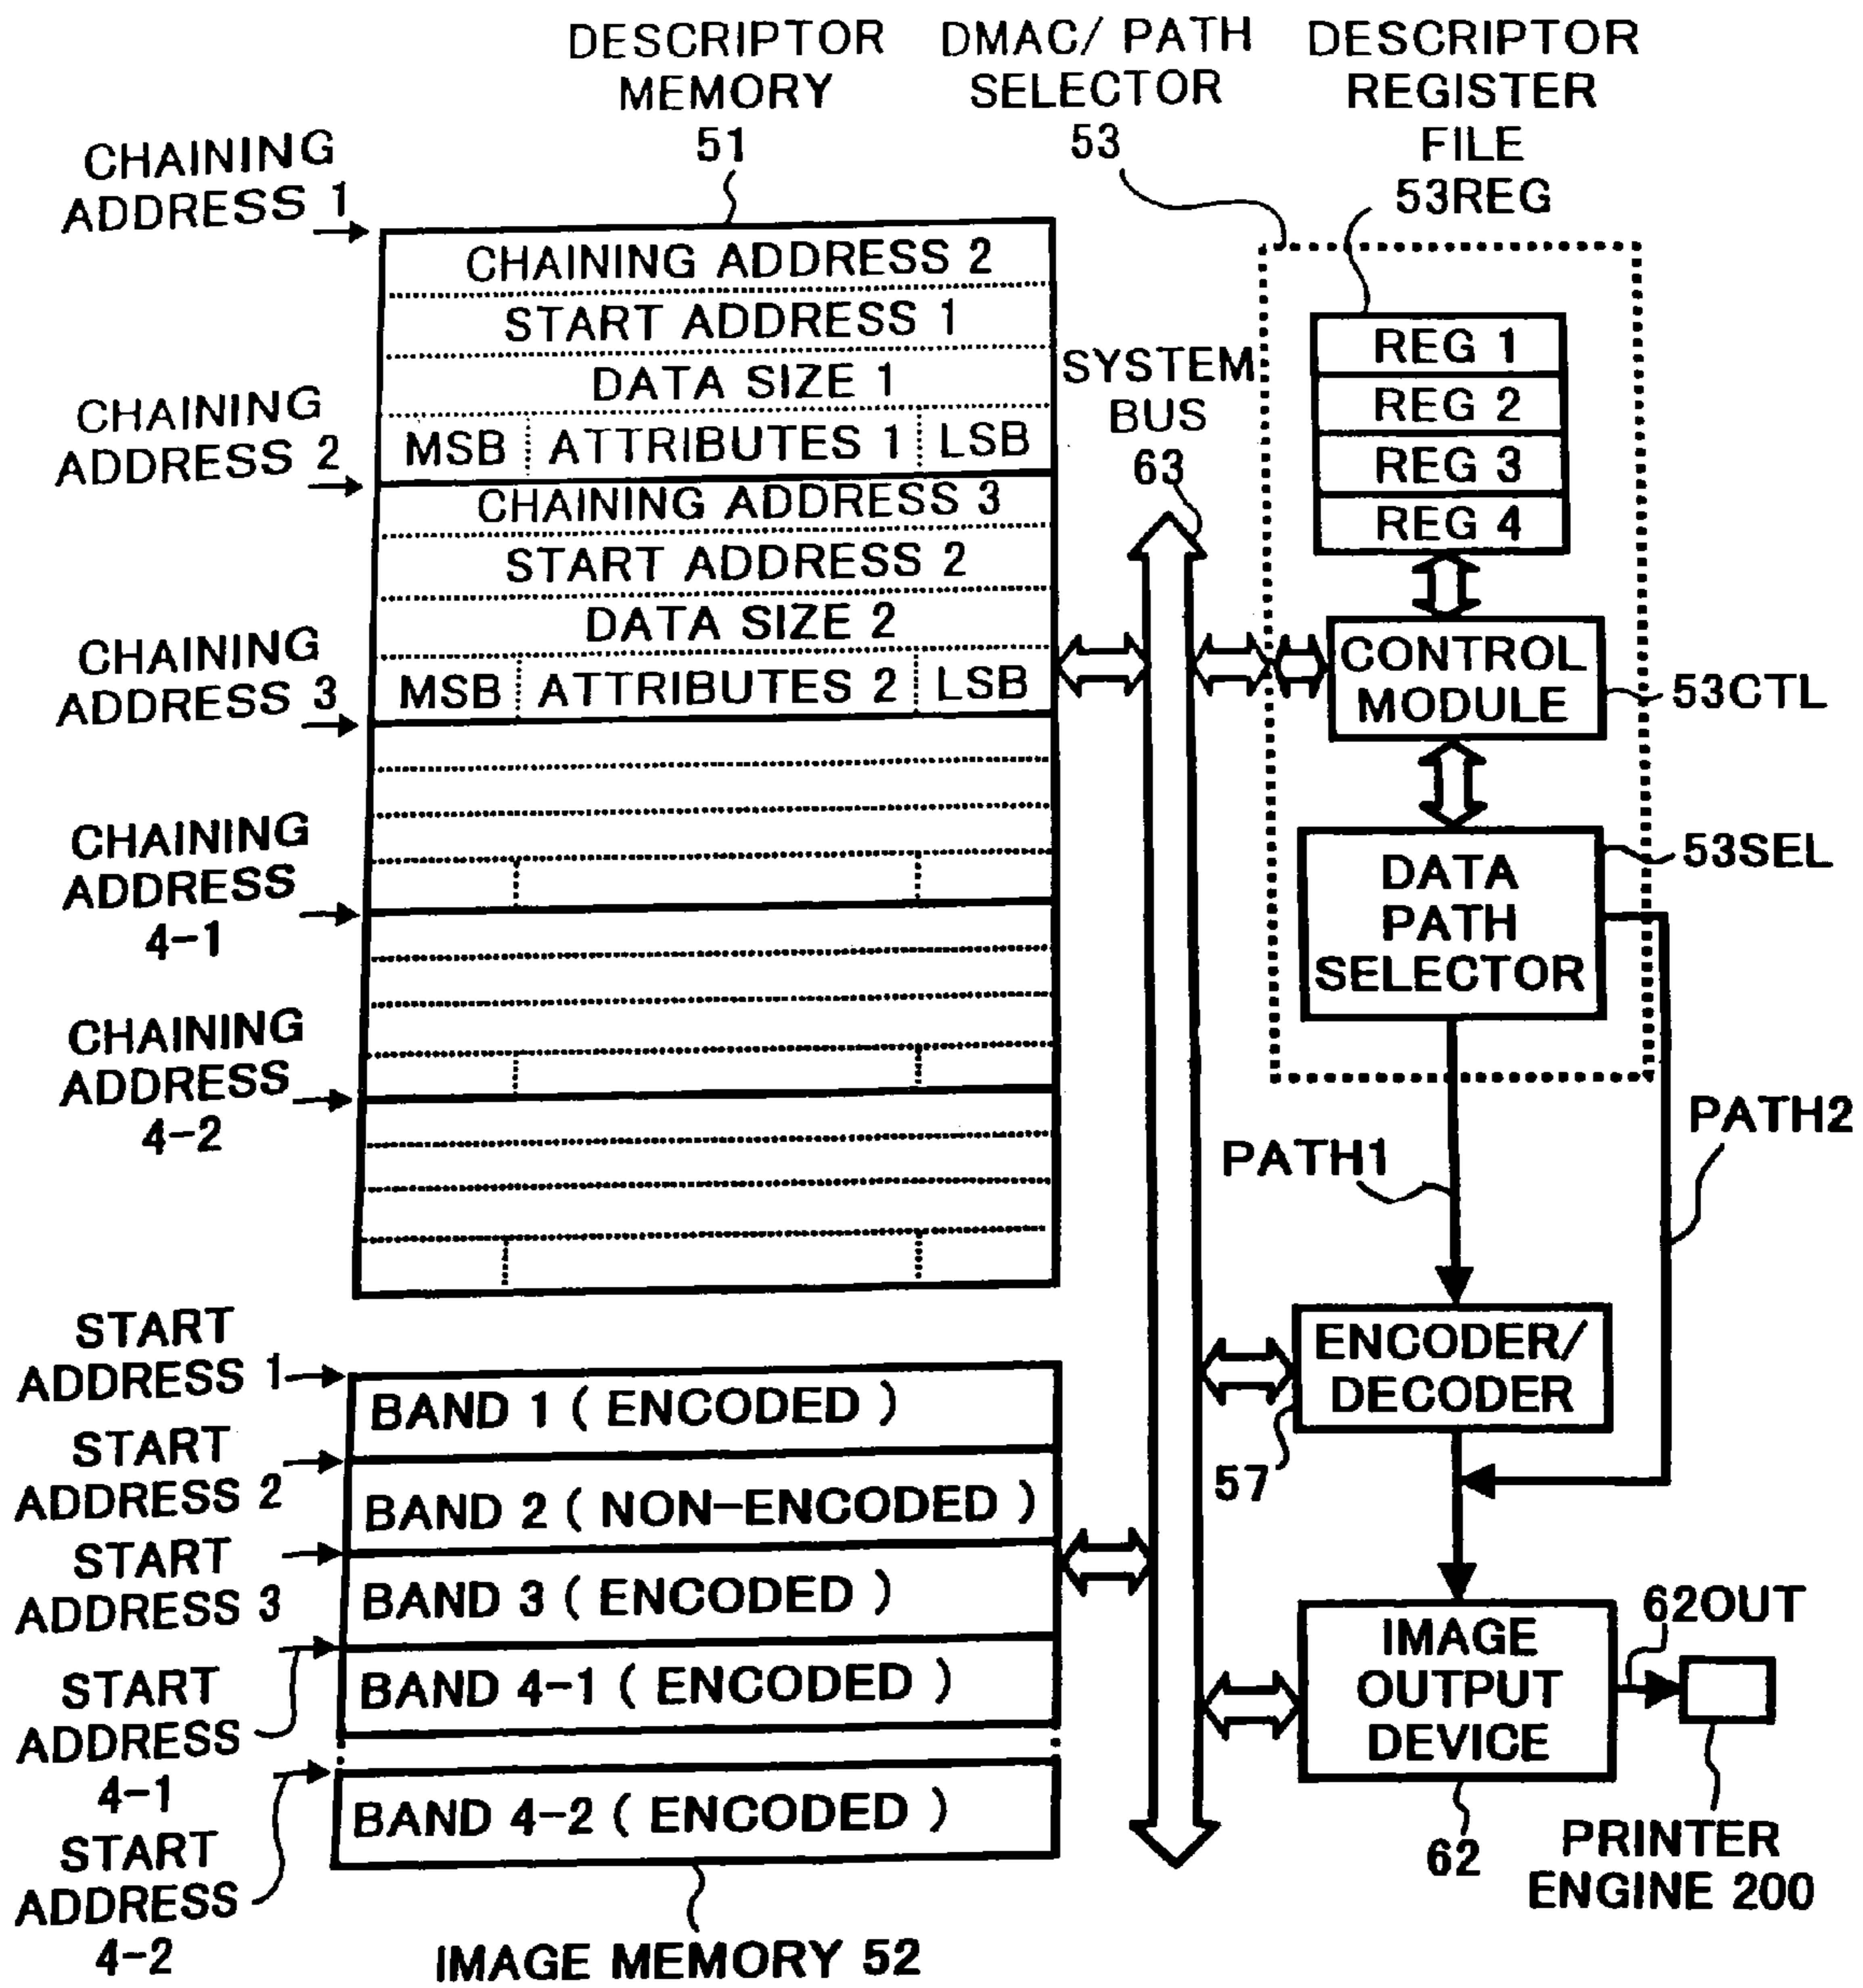 DESCRIPTOR
MEMORY
51
DMAC/ PATH
SELECTOR
53
DESCRIPTOR
REGISTER
FILE
53REG
CHAINING
ADDRESS 1
CHAINING ADDRESS 2
START ADDRESS 1
DATA SIZE 1
MSB ATTRIBUTES 1 LSB
CHAINING
ADDRESS 2
CHAINING ADDRESS 3
START ADDRESS 2
DATA SIZE 2
MSB ATTRIBUTES 2 LSB
CHAINING
ADDRESS 3
CHAINING
ADDRESS
4-1
CHAINING
ADDRESS
4-2
SYSTEM
BUS
63
REG 1
REG 2
REG 3
REG 4
CONTROL
MODULE
53CTL
DATA
PATH
SELECTOR
53SEL
PATH1
PATH2
ENCODER/
DECODER
57
START
ADDRESS 1
BAND 1 ( ENCODED )
START
ADDRESS 2
BAND 2 ( NON-ENCODED )
START
ADDRESS 3
BAND 3 ( ENCODED )
START
ADDRESS
4-1
BAND 4-1 ( ENCODED )
START
ADDRESS
4-2
BAND 4-2 ( ENCODED )
IMAGE MEMORY 52
IMAGE
OUTPUT
DEVICE
62
62OUT
PRINTER
ENGINE 200